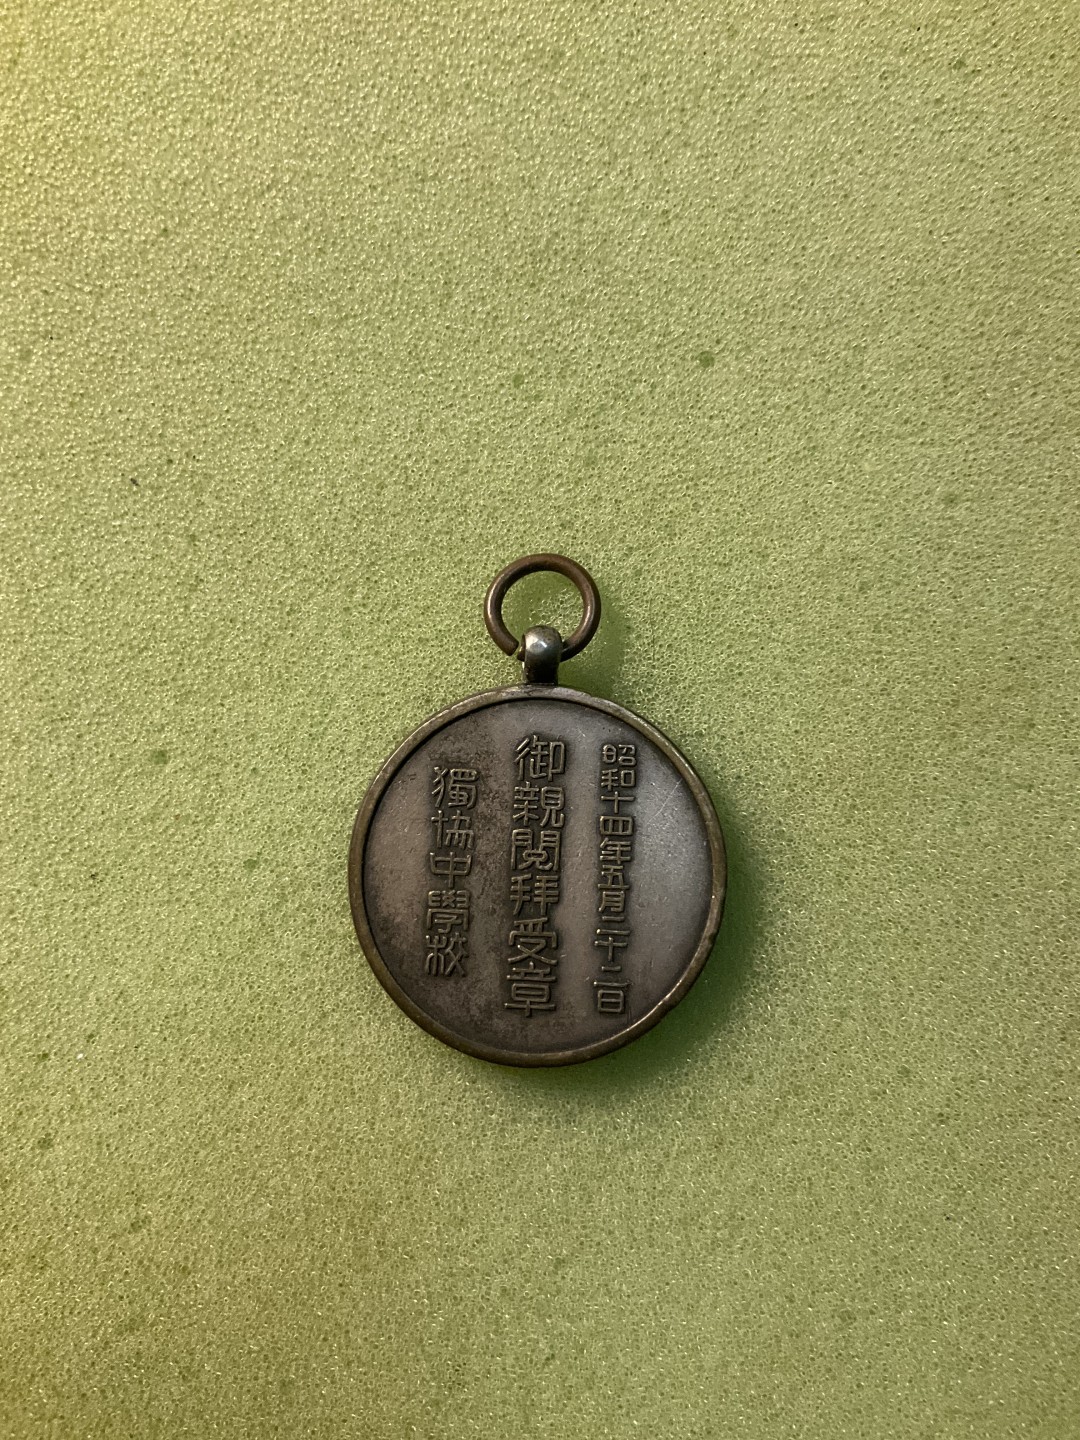 昭和十四年五月二十二日
御親閲拜受章
獨協中學校